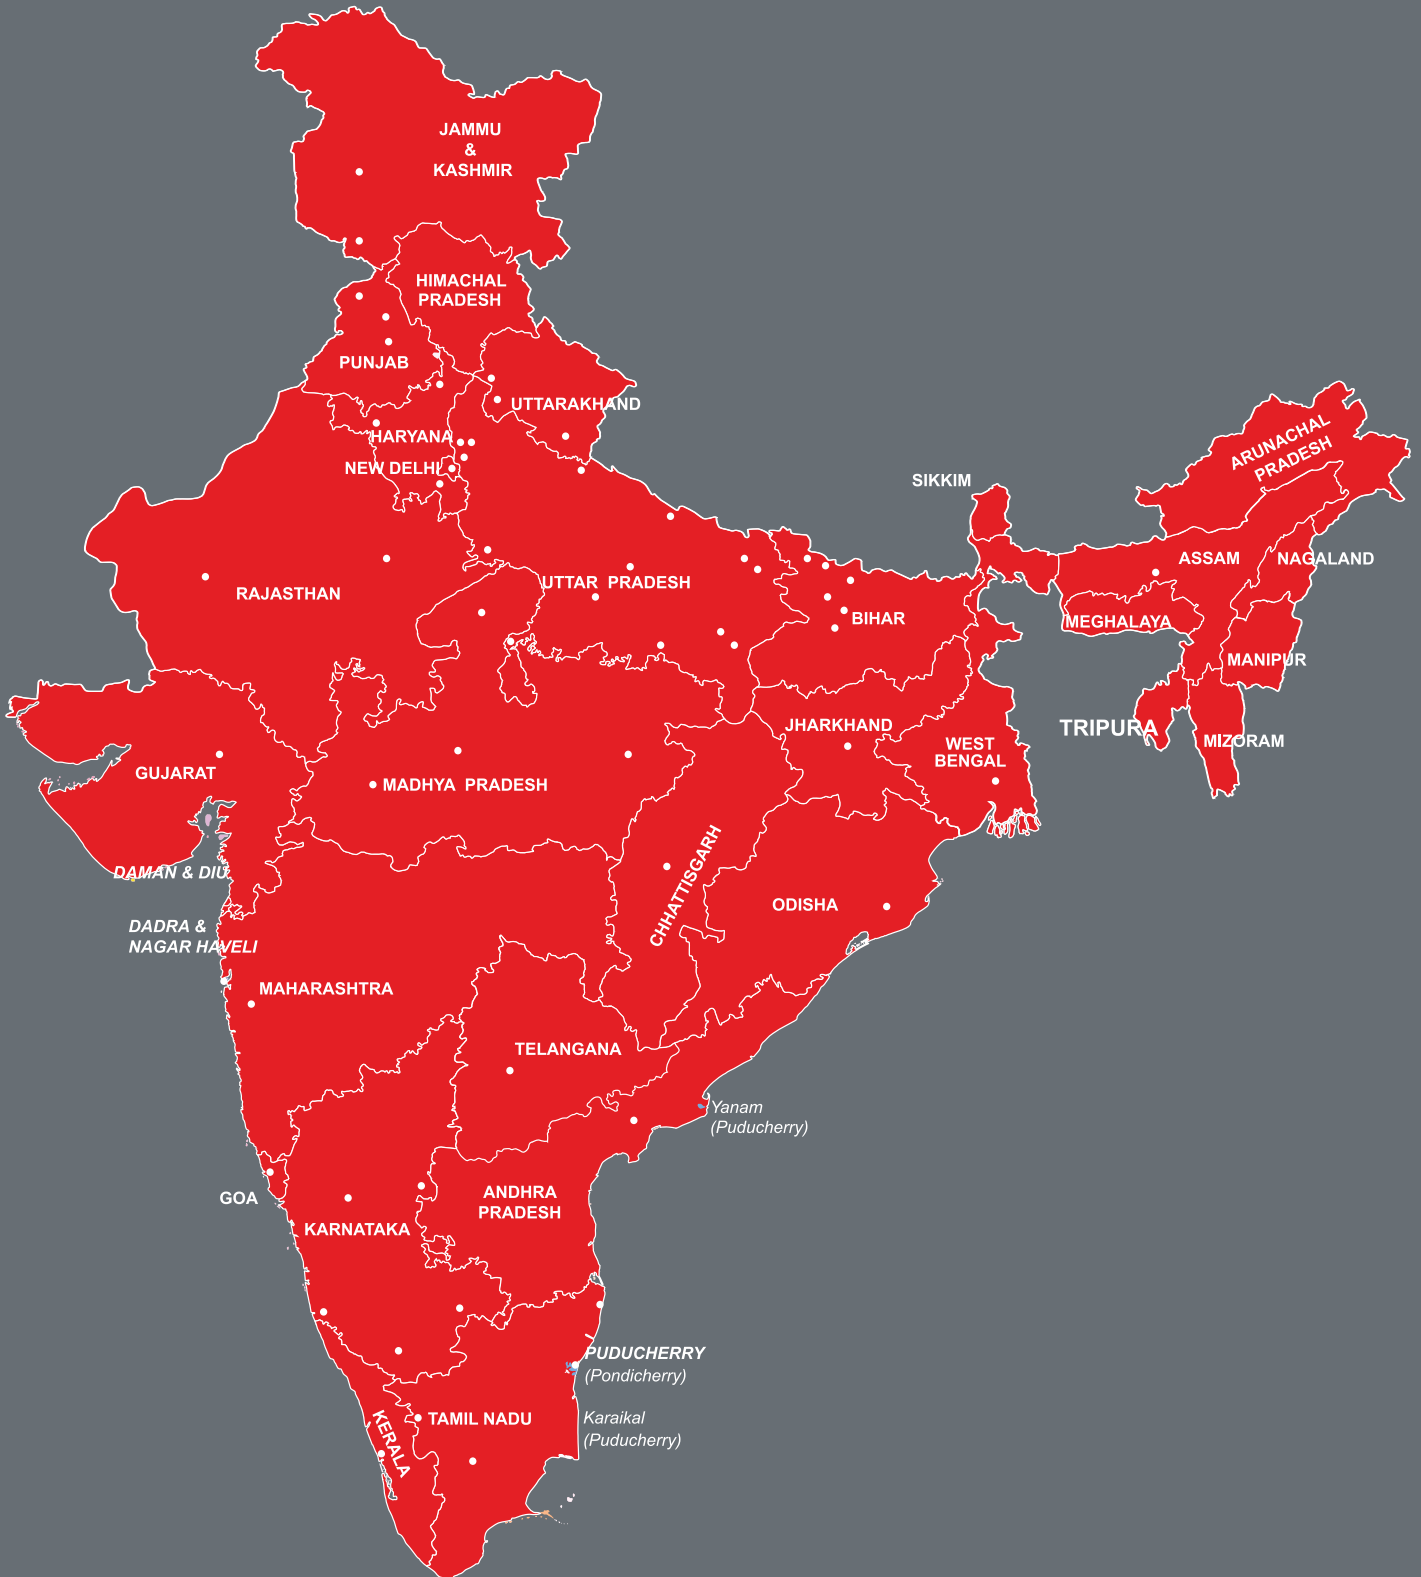 JAMMU
&
KASHMIR
HIMACHAL
PRADESH
PUNJAB
UTTARAKHAND
HARYANA
NEW DELHI
ARUNACHAL
PRADESH
SIKKIM
ASSAM
NAGALAND
RAJASTHAN
UTTAR PRADESH
BIHAR
MEGHALAYA
MANIPUR
TRIPURA
MIZORAM
JHARKHAND
WEST
BENGAL
GUJARAT
MADHYA PRADESH
CHHATTISGARH
DAMAN & DIU
ODISHA
DADRA &
NAGAR HAVELI
MAHARASHTRA
TELANGANA
Yanam
(Puducherry)
GOA
ANDHRA
PRADESH
KARNATAKA
PUDUCHERRY
(Pondicherry)
KERALA
TAMIL NADU
Karaikal
(Puducherry)